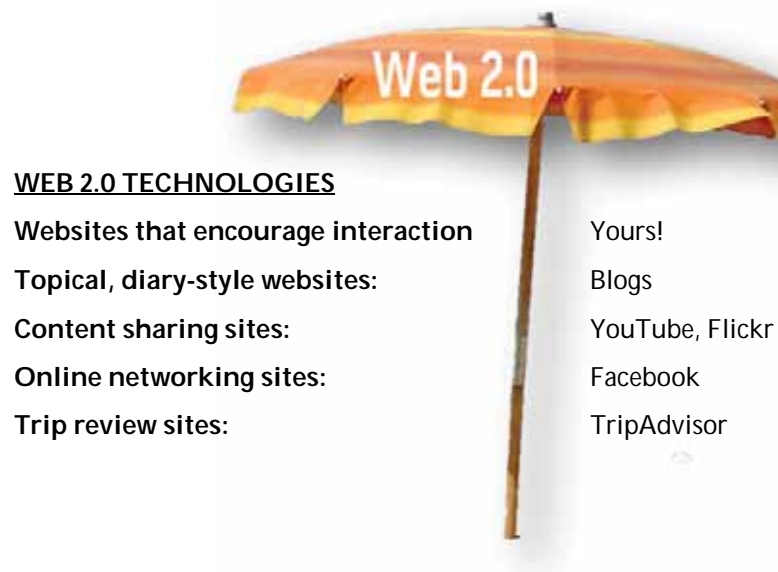 Web 2.0
WEB 2.0 TECHNOLOGIES
Websites that encourage interaction Yours!
Topical, diary-style websites: Blogs
Content sharing sites: YouTube, Flickr
Online networking sites: Facebook
Trip review sites: TripAdvisor